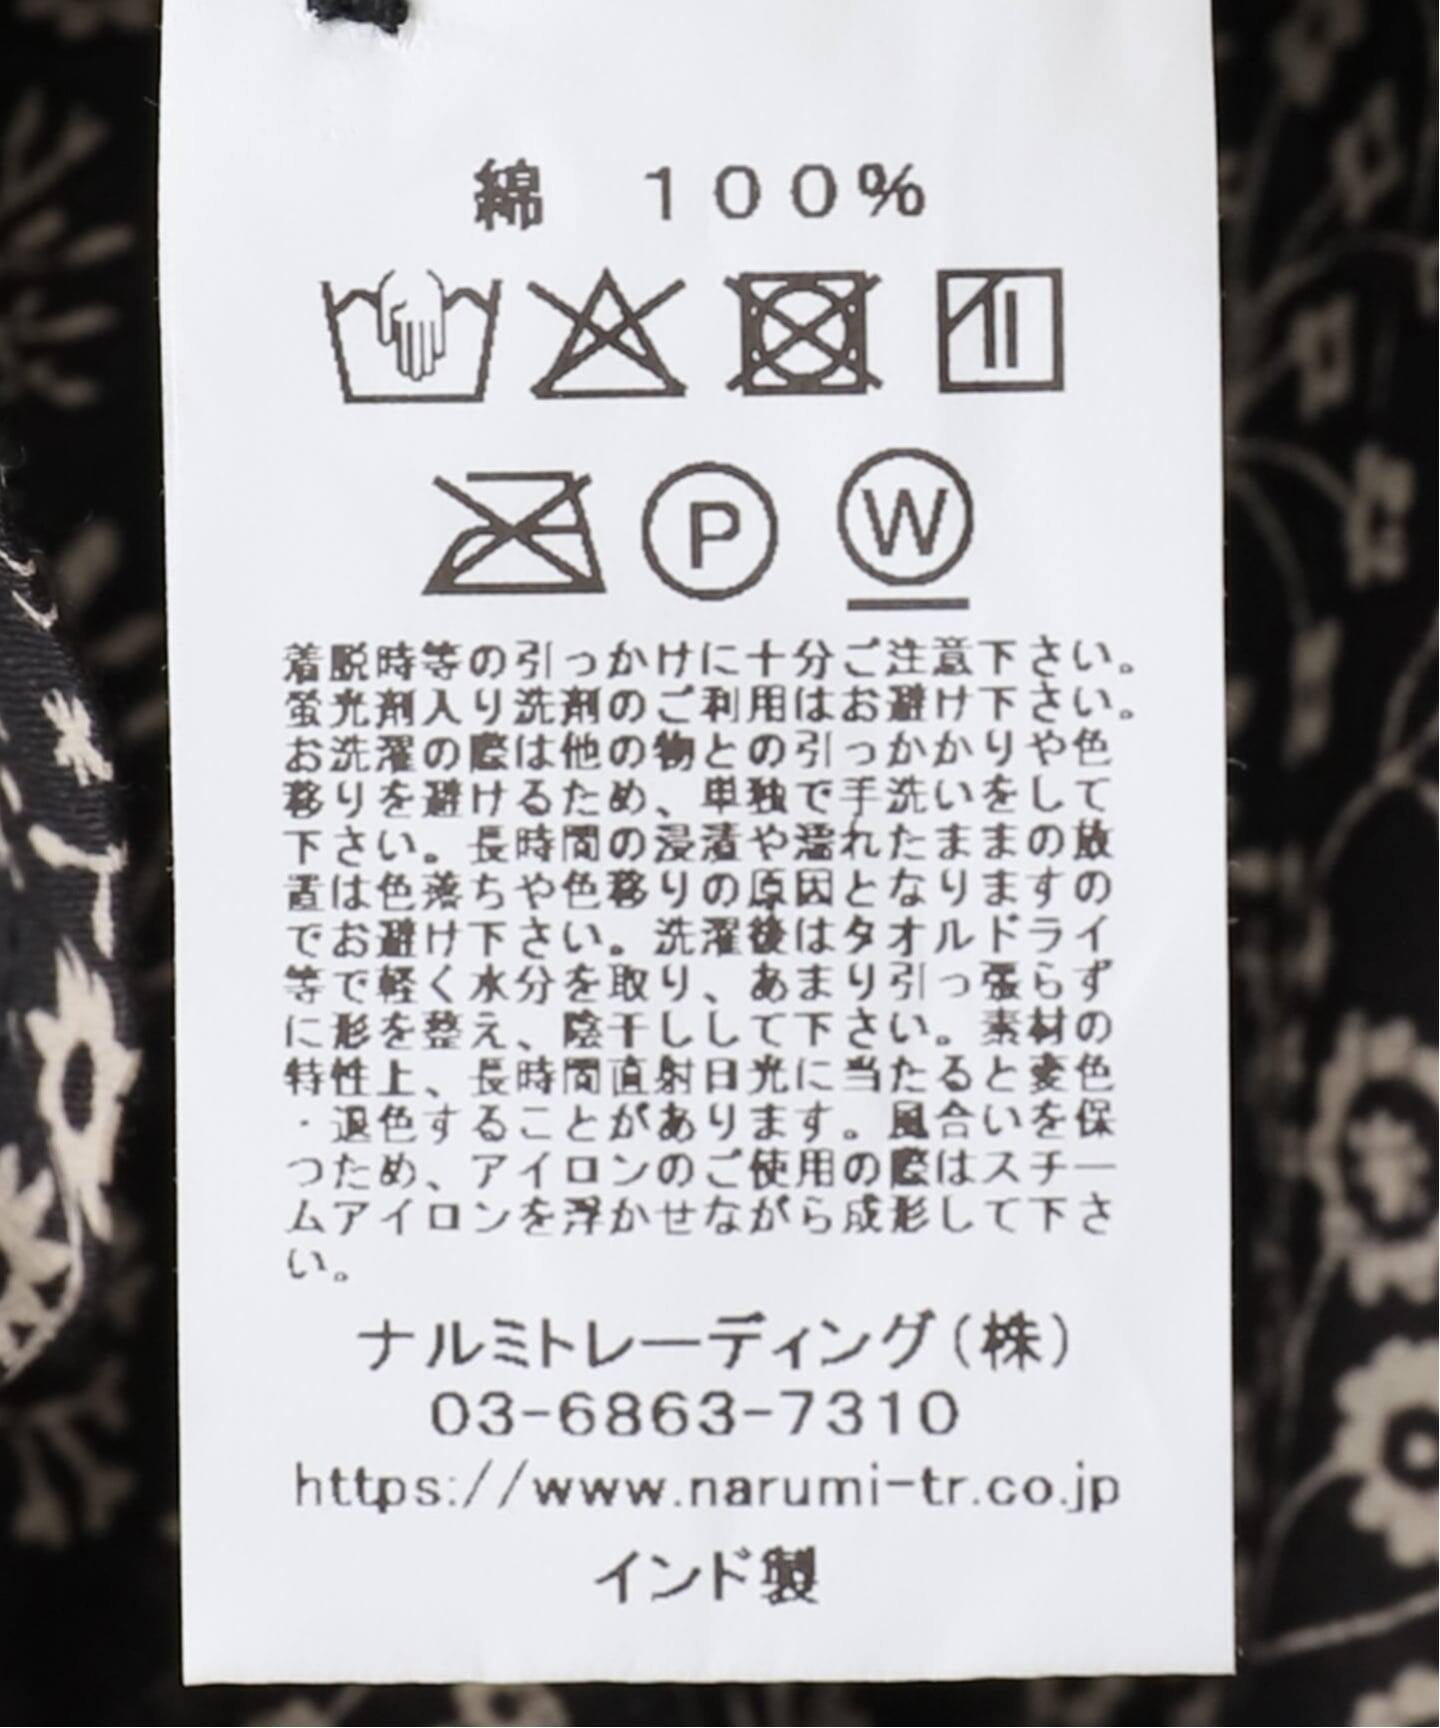 綿 100%
P W
着脱時等の引っかけに十分ご注意下さい。
蛍光剤入り洗剤のご利用はお避け下さい。
お洗濯の際は他の物との引っかかりや色
移りを避けるため、単独で手洗いをして
下さい。長時間の浸漬や濡れたままの放
置は色落ちや色移りの原因となりますの
でお避け下さい。洗濯後はタオルドライ
等で軽く水分を取り、あまり引っ張らず
に形を整え、陰干しして下さい。素材の
特性上、長時間直射日光に当たると変色
・退色することがあります。風合いを保
つため、アイロンのご使用の際はスチー
ムアイロンを浮かせながら成形して下さ
い。
ナルミトレーディング(株)
03-6863-7310
https://www.narumi-tr.co.jp
インド製